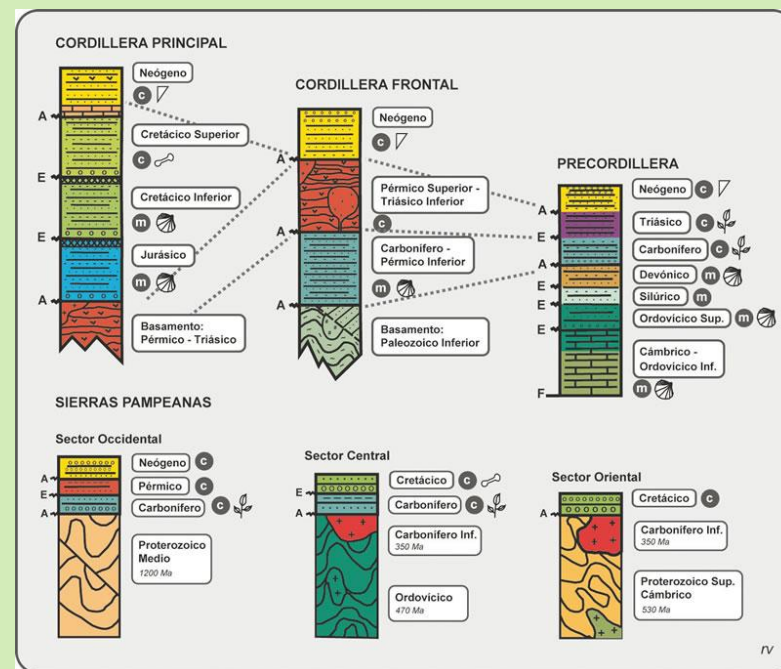 CORDILLERA PRINCIPAL
Neógeno
c
A
Cretácico Superior
c
E
Cretácico Inferior
m
E
Jurásico
m
A
Basamento:
Pérmico - Triásico
CORDILLERA FRONTAL
Neógeno
c
A
Pérmico Superior -
Triásico Inferior
c
A
Carbonífero -
Pérmico Inferior
m
A
Basamento:
Paleozoico Inferior
PRECORDILLERA
Neógeno c
A
Triásico c
E
Carbonífero c
A
Devónico m
E
Silúrico m
E
Ordovicico Sup. m
E
Cámbrico -
Ordovicico Inf.
m
F
SIERRAS PAMPEANAS
Sector Occidental
Neógeno c
A
Pérmico c
E
Carbonífero c
A
Proterozoico
Medio
1200 Ma
Sector Central
Cretácico c
E
Carbonífero c
A
Carbonífero Inf.
350 Ma
Ordovícico
470 Ma
Sector Oriental
Cretácico c
A
Carbonífero Inf.
350 Ma
Proterozoico Sup.
Cámbrico
530 Ma
rv